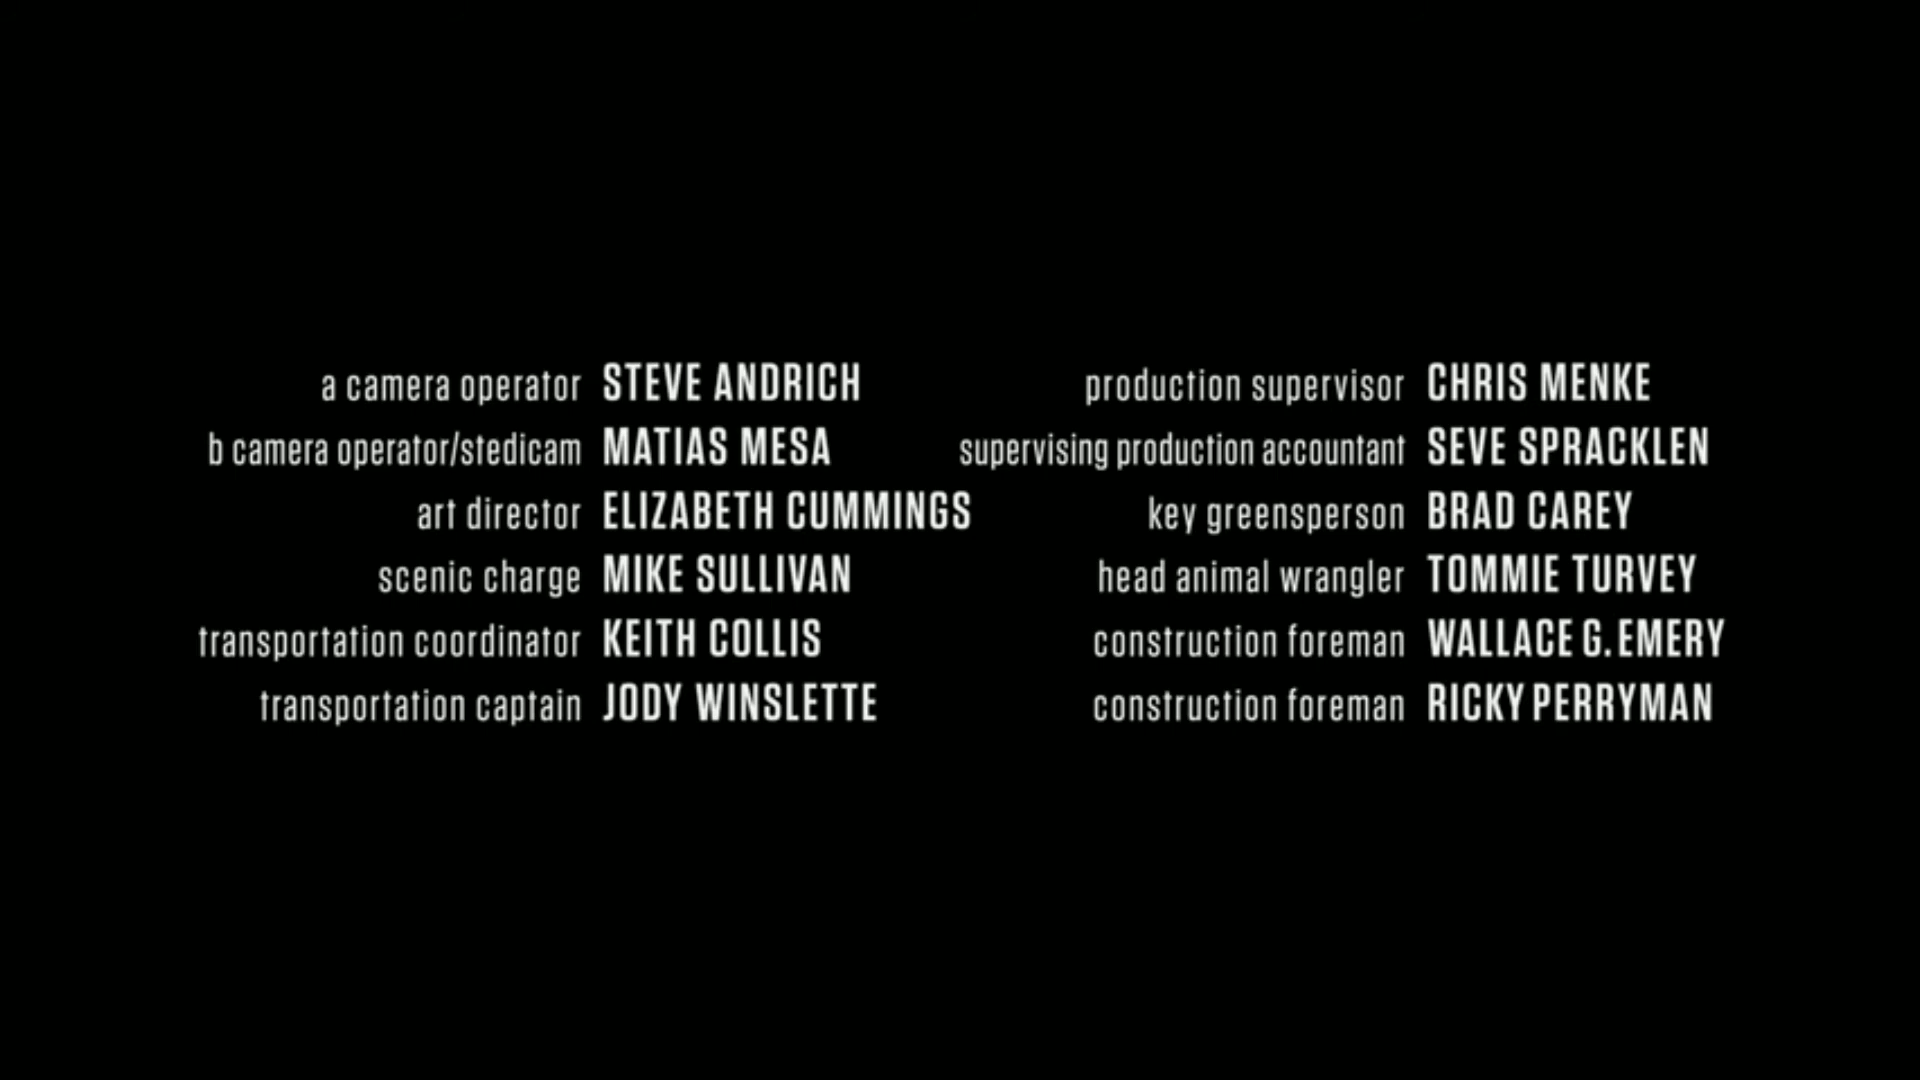 a camera operator STEVE ANDRICH
b camera operator/stedicam MATIAS MESA
art director ELIZABETH CUMMINGS
scenic charge MIKE SULLIVAN
transportation coordinator KEITH COLLIS
transportation captain JODY WINSLETTE
production supervisor CHRIS MENKE
supervising production accountant SEVE SPRACKLEN
key greensperson BRAD CAREY
head animal wrangler TOMMIE TURVEY
construction foreman WALLACE G. EMERY
construction foreman RICKY PERRYMAN